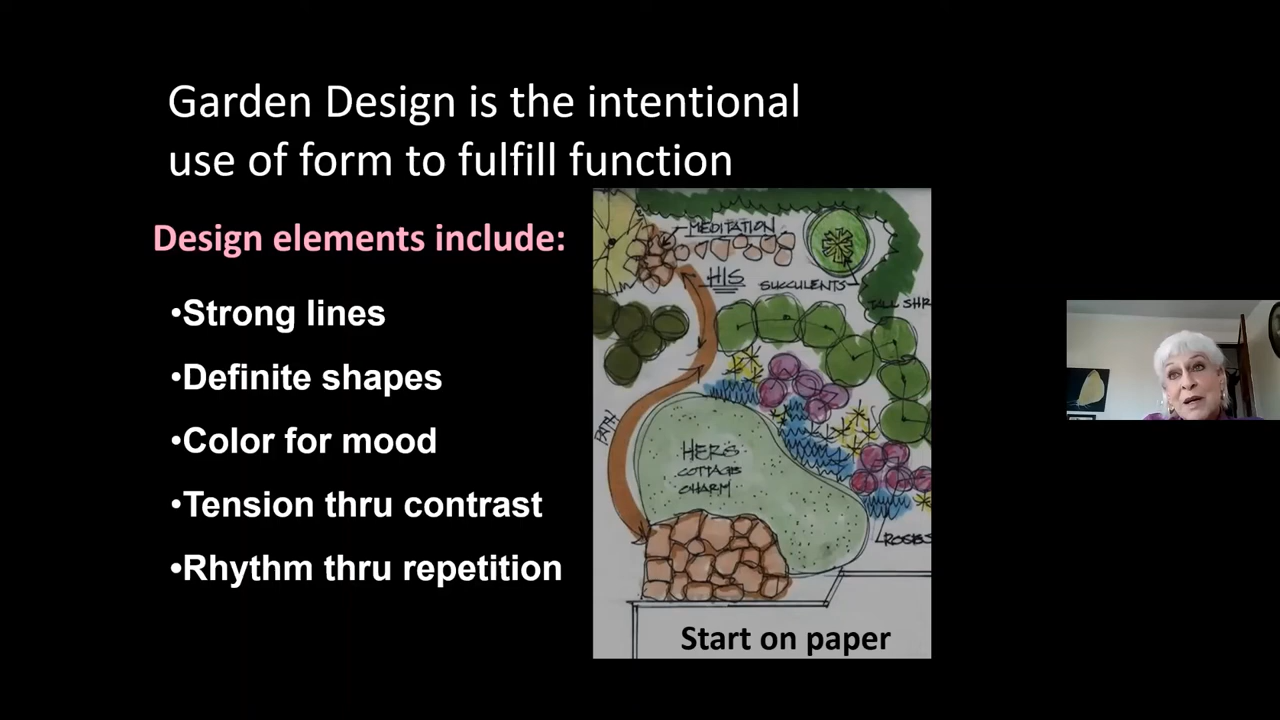 Garden Design is the intentional
use of form to fulfill function
Design elements include:
•Strong lines
•Definite shapes
•Color for mood
•Tension thru contrast
•Rhythm thru repetition
MEDITATION
HIS
SUCCULENTS
TALL SHR
PATH
HERS
COTTAGE
CHARM
ROSES
Start on paper